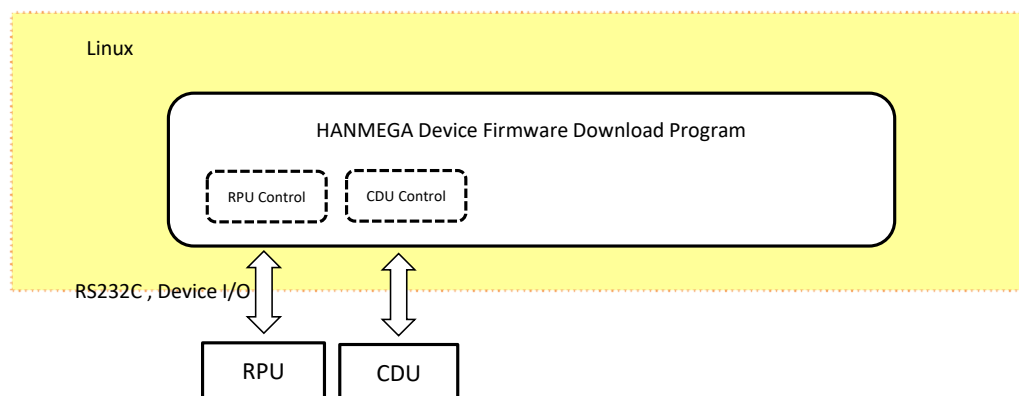 Linux
HANMEGA Device Firmware Download Program
RPU Control
CDU Control
RS232C , Device I/O
RPU
CDU